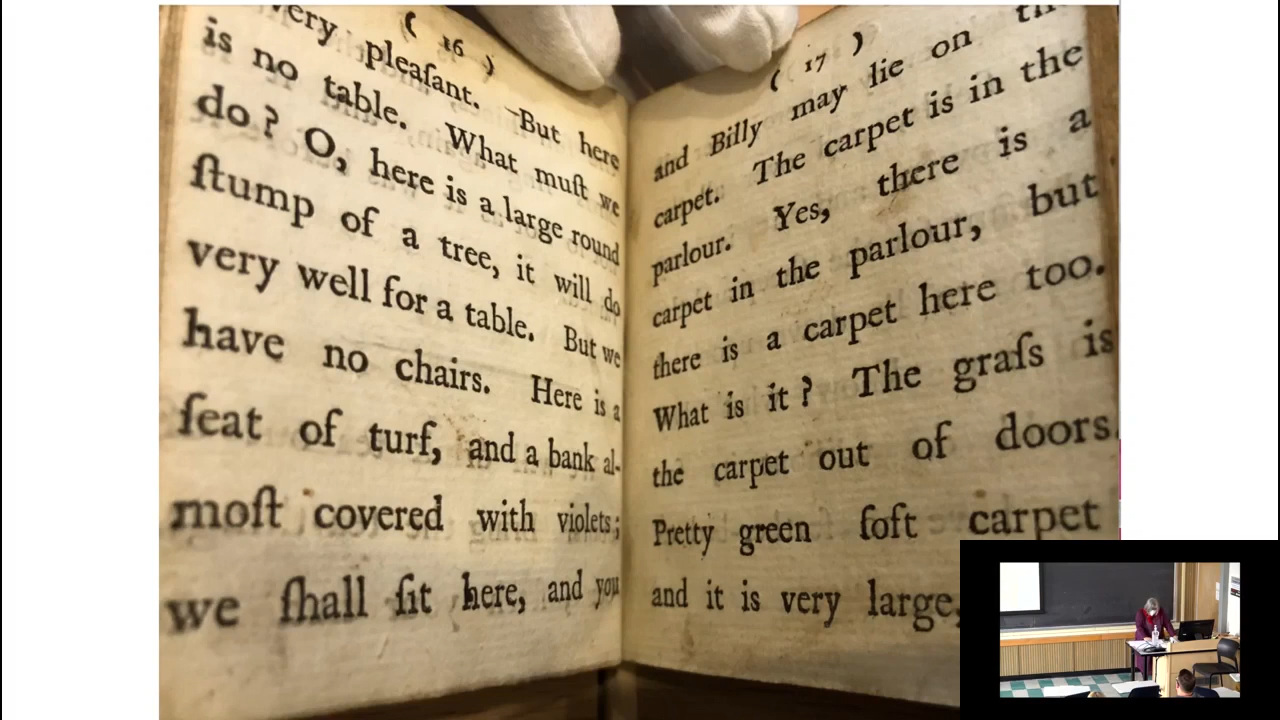 ( 16 )
very pleaſant. But here
is no table. What muſt we
do? O, here is a large round
ſtump of a tree, it will do
very well for a table. But we
have no chairs. Here is a
ſeat of turf, and a bank al-
moſt covered with violets;
we ſhall ſit here, and you
( 17 )
and Billy may lie on the
carpet. The carpet is in the
parlour. Yes, there is a
carpet in the parlour, but
there is a carpet here too.
What is it? The graſs is
the carpet out of doors.
Pretty green ſoft carpet
and it is very large,